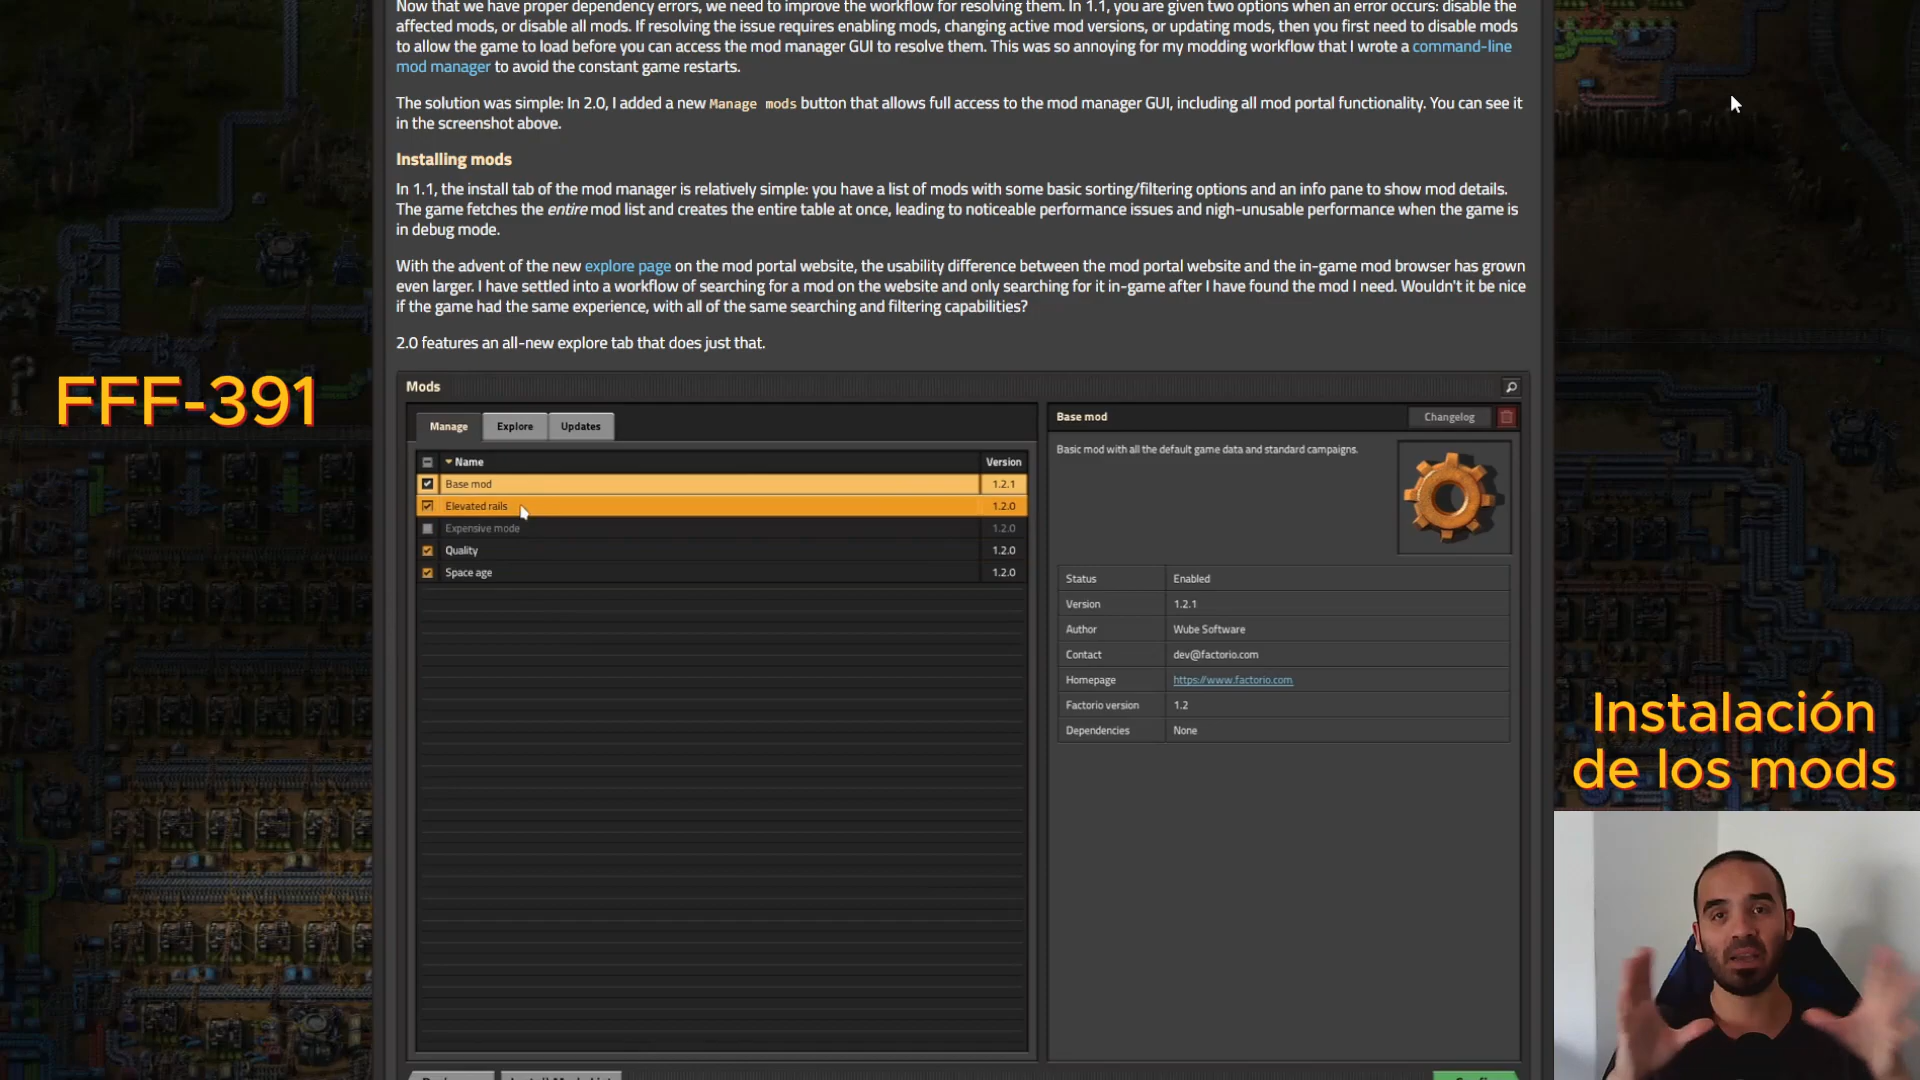 Now that we have proper dependency errors, we need to improve the workflow for resolving them. In 1.1, you are given two options when an error occurs: disable the
affected mods, or disable all mods. If resolving the issue requires enabling mods, changing active mod versions, or updating mods, then you first need to disable mods
to allow the game to load before you can access the mod manager GUI to resolve them. This was so annoying for my modding workflow that I wrote a command-line
mod manager to avoid the constant game restarts.
The solution was simple: In 2.0, I added a new Manage mods button that allows full access to the mod manager GUI, including all mod portal functionality. You can see it
in the screenshot above.
Installing mods
In 1.1, the install tab of the mod manager is relatively simple: you have a list of mods with some basic sorting/filtering options and an info pane to show mod details.
The game fetches the entire mod list and creates the entire table at once, leading to noticeable performance issues and nigh-unusable performance when the game is
in debug mode.
With the advent of the new explore page on the mod portal website, the usability difference between the mod portal website and the in-game mod browser has grown
even larger. I have settled into a workflow of searching for a mod on the website and only searching for it in-game after I have found the mod I need. Wouldn't it be nice
if the game had the same experience, with all of the same searching and filtering capabilities?
2.0 features an all-new explore tab that does just that.
FFF-391
Mods
Manage Explore Updates
Name Version
Base mod 1.2.1
Elevated rails 1.2.0
Expensive mode 1.2.0
Quality 1.2.0
Space age 1.2.0
Base mod Changelog
Basic mod with all the default game data and standard campaigns.
Status Enabled
Version 1.2.1
Author Wube Software
Contact dev@factorio.com
Homepage https://www.factorio.com
Factorio version 1.2
Dependencies None
Instalación
de los mods